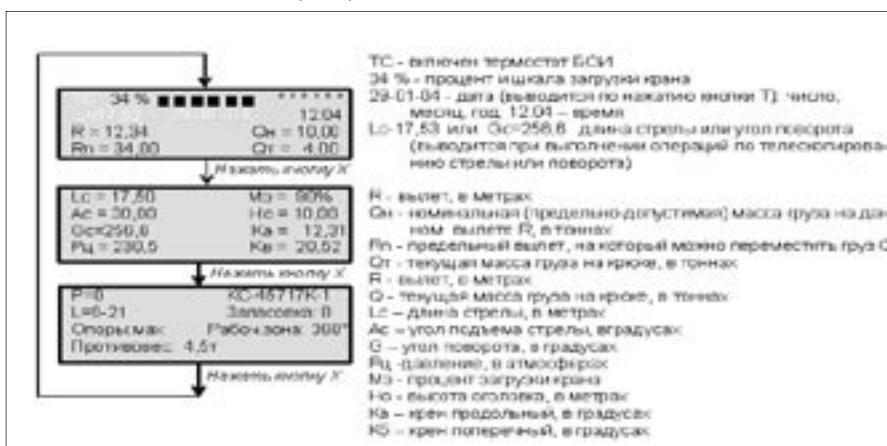 34 %
12:04
R = 12,34 Qн = 10,00
Rп = 34,00 Qт = 4.00
Нажать кнопку X
Lc = 17,50 Мз = 90%
Ас = 30,00 Но = 10,00
Gc=256,6 Ка = 12,31
Рц = 230,5 Кв = 20,52
Нажать кнопку X
P=0 КС-45717К-1
L=8-21 Запасовка: 8
Опоры:мах Рабоч.зона: 360°
Противовес: 4,5т
Нажать кнопку X
ТС - включен термостат БСИ
34 % - процент и шкала загрузки крана
29-01-04 - дата (выводится по нажатию кнопки Т): число,
месяц, год, 12.04 – время
Lc-17,53 или Gc=256,6 длина стрелы или угол поворота
(выводится при выполнении операций по телескопирова-
нию стрелы или поворота)
R - вылет, в метрах
Qн - номинальная (предельно-допустимая) масса груза на дан-
ном вылете R, в тоннах
Rп - предельный вылет, на который можно переместить груз Q
Qт - текущая масса груза на крюке, в тоннах
R - вылет, в метрах
Q - текущая масса груза на крюке, в тоннах
Lc – длина стрелы, в метрах
Ас – угол подъема стрелы, вградусах
G – угол поворота, в градусах
Рц -давление, в атмосферах
Мз - процент загрузки крана
Но - высота оголовка, в метрах
Ка – крен продольный, в градусах
Кб – крен поперечный, в градусах